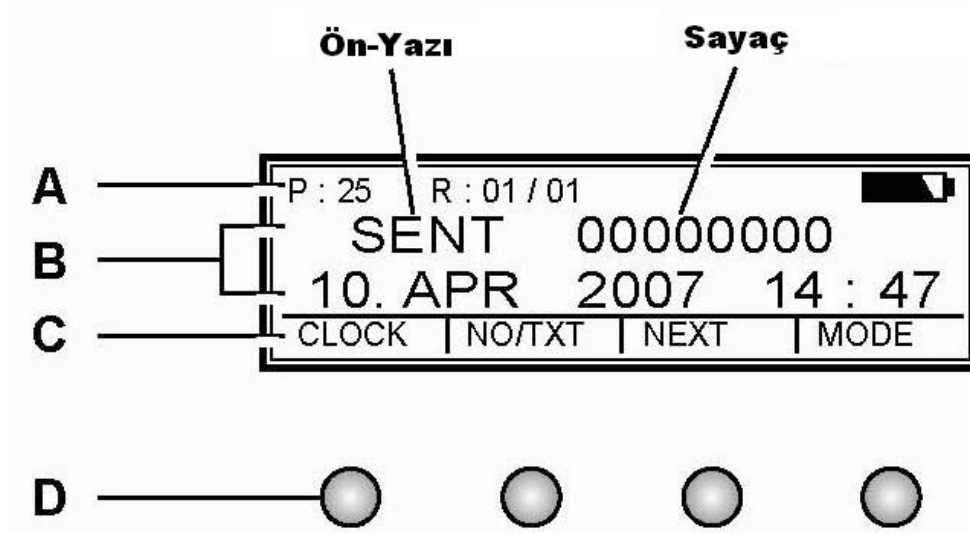 Ön-Yazı Sayaç
A P : 25 R : 01 / 01
SENT 00000000
B
10. APR 2007 14 : 47
C CLOCK NO/TXT NEXT MODE
D